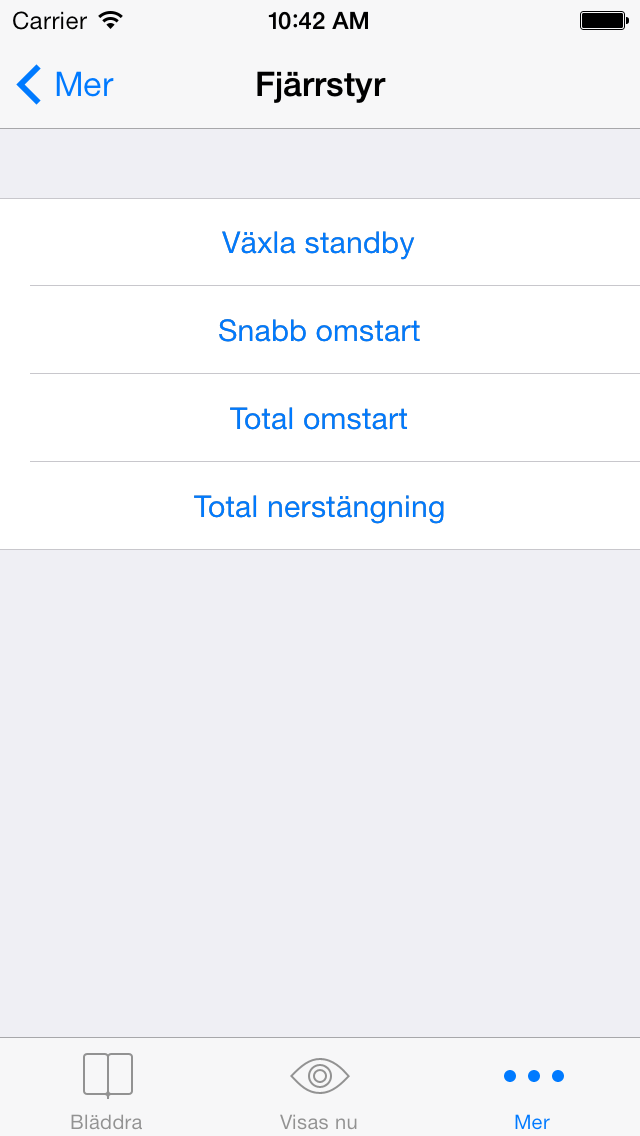 Carrier 10:42 AM
Mer Fjärrstyr
Växla standby
Snabb omstart
Total omstart
Total nerstängning
Bläddra Visas nu Mer